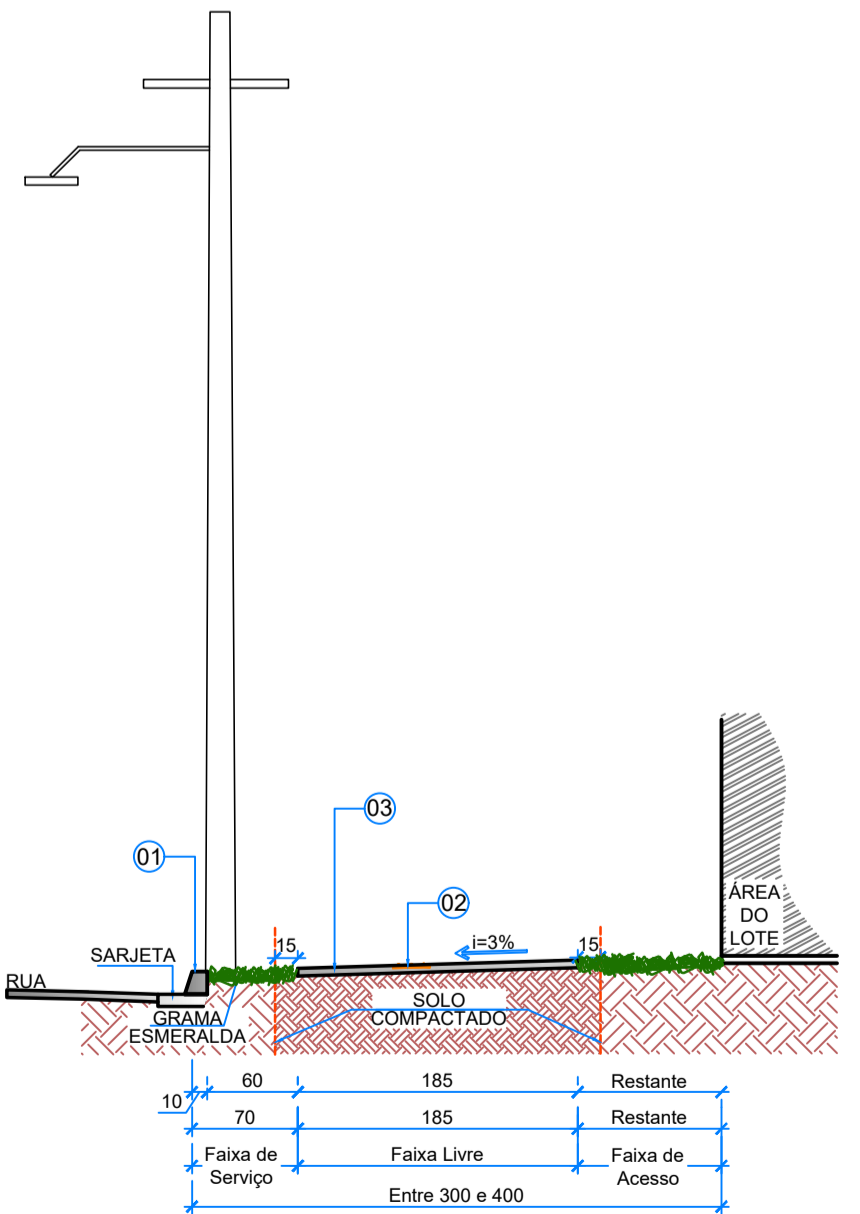 03
01
02
ÁREA
DO
LOTE
15
i=3%
15
SARJETA
RUA
SOLO
COMPACTADO
GRAMA
ESMERALDA
60
185
Restante
10
70
185
Restante
Faixa de
Serviço
Faixa Livre
Faixa de
Acesso
Entre 300 e 400